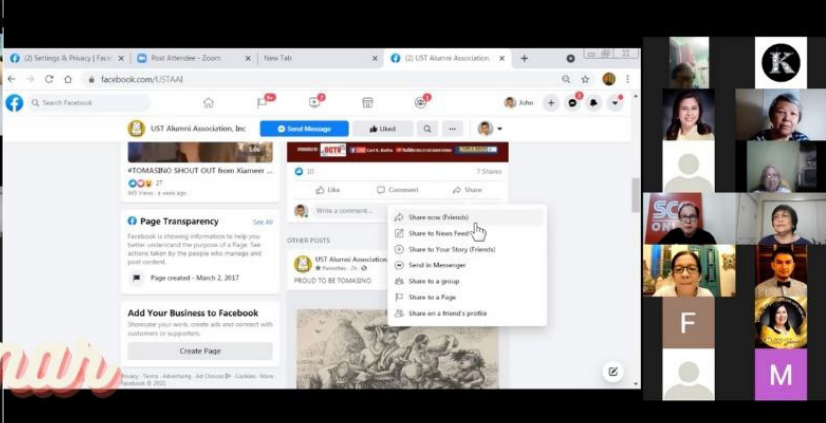 (2) Settings & Privacy | Face
Post Attendee - Zoom
New Tab
(2) UST Alumni Association
facebook.com/USTAAI
Search Facebook
9+
2
John
2
UST Alumni Association, Inc
Send Message
Liked
#TOMASINO SHOUT OUT from Xiameer ...
27
945 Views · a week ago
Page Transparency
See All
Facebook is showing information to help you
better understand the purpose of a Page. See
actions taken by the people who manage and
post content.
Page created - March 2, 2017
Add Your Business to Facebook
Showcase your work, create ads and connect with
customers or supporters.
Create Page
Privacy · Terms · Advertising · Ad Choices · Cookies · More ·
Facebook © 2021
DCTV
10
7 Shares
Like
Comment
Share
Write a comment...
OTHER POSTS
UST Alumni Association
Favorites · 2h
PROUD TO BE TOMASINO
Share now (Friends)
Share to News Feed
Share to Your Story (Friends)
Send in Messenger
Share to a group
Share to a Page
Share on a friend's profile
nar
K
F
M